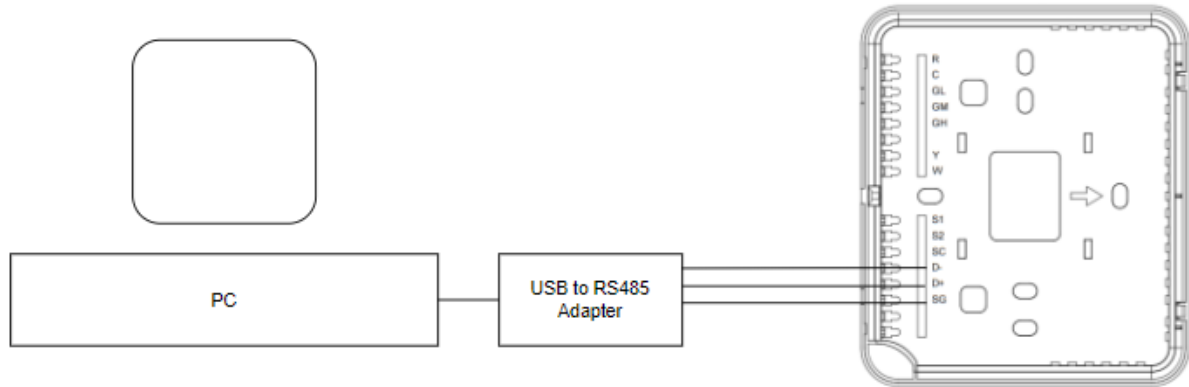 R
C
GL
GM
GH
Y
W
S1
S2
SC
D-
D+
SG
PC
USB to RS485
Adapter